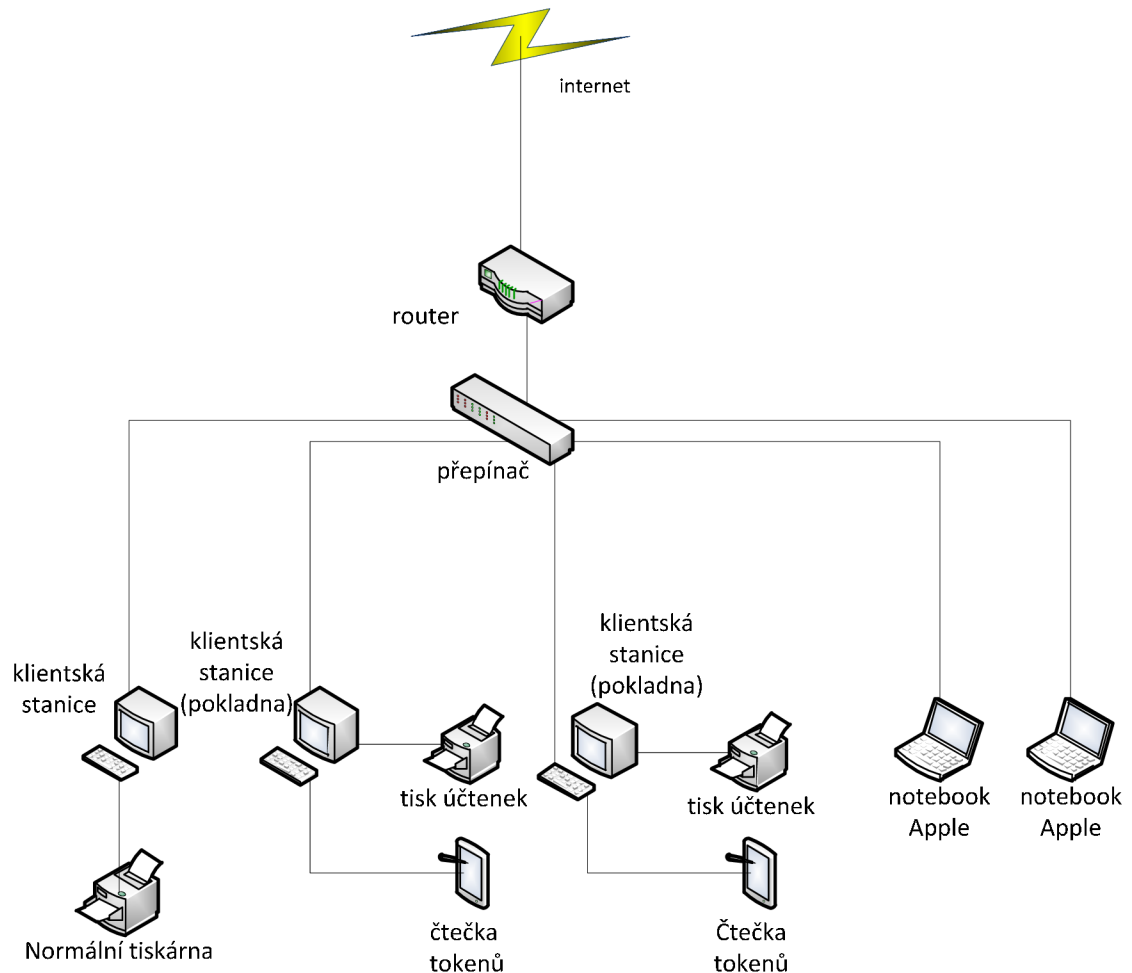 internet
router
přepínač
klientská
stanice
klientská
stanice
(pokladna)
klientská
stanice
(pokladna)
tisk účtenek
tisk účtenek
notebook
Apple
notebook
Apple
Normální tiskárna
čtečka
tokenů
Čtečka
tokenů